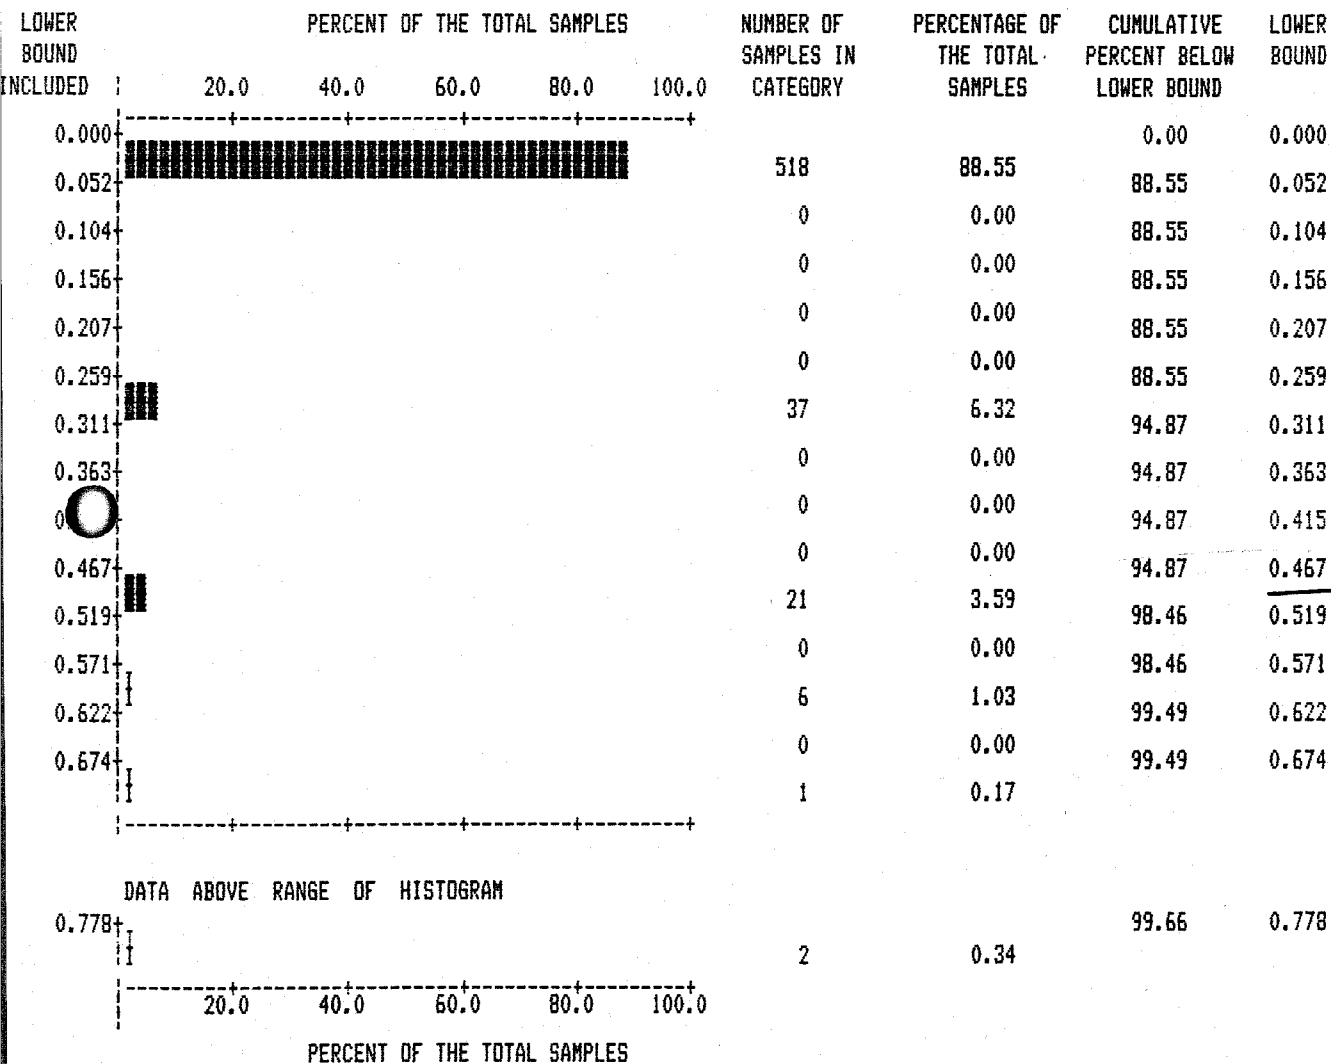 LOWER PERCENT OF THE TOTAL SAMPLES NUMBER OF PERCENTAGE OF CUMULATIVE LOWER
BOUND SAMPLES IN THE TOTAL PERCENT BELOW BOUND
INCLUDED 20.0 40.0 60.0 80.0 100.0 CATEGORY SAMPLES LOWER BOUND
0.000 0.00 0.000
518 88.55
0.052 88.55 0.052
0 0.00
0.104 88.55 0.104
0 0.00
0.156 88.55 0.156
0 0.00
0.207 88.55 0.207
0 0.00
0.259 88.55 0.259
37 6.32
0.311 94.87 0.311
0 0.00
0.363 94.87 0.363
0 0.00
94.87 0.415
0 0.00
0.467 94.87 0.467
21 3.59
0.519 98.46 0.519
0 0.00
0.571 98.46 0.571
6 1.03
0.622 99.49 0.622
0 0.00
0.674 99.49 0.674
1 0.17
DATA ABOVE RANGE OF HISTOGRAM
0.778 99.66 0.778
2 0.34
20.0 40.0 60.0 80.0 100.0
PERCENT OF THE TOTAL SAMPLES